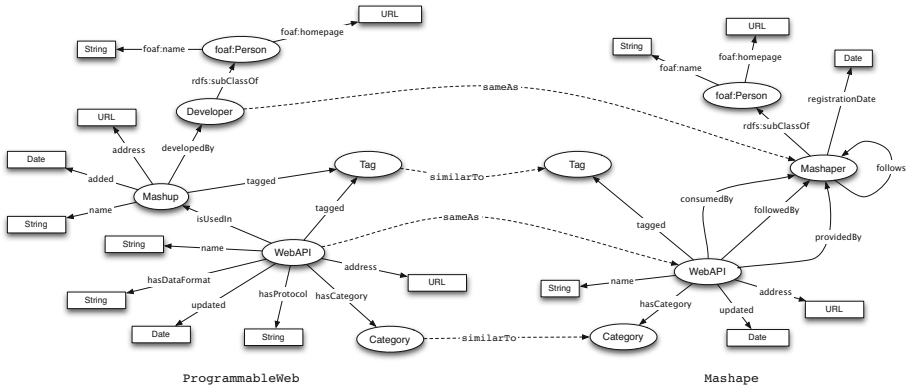 URL
foaf:homepage
String
foaf:name
foaf:Person
rdfs:subClassOf
Developer
URL
address
developedBy
Date
added
Mashup
name
String
tagged
Tag
isUsedIn
tagged
String
name
WebAPI
hasDataFormat
String
updated
Date
hasProtocol
String
hasCategory
Category
address
URL
sameAs
similarTo
sameAs
similarTo
URL
String
foaf:homepage
foaf:name
Date
foaf:Person
registrationDate
rdfs:subClassOf
Mashaper
follows
Tag
consumedBy
followedBy
tagged
providedBy
WebAPI
name
String
hasCategory
address
URL
updated
Category
Date
ProgrammableWeb
Mashape